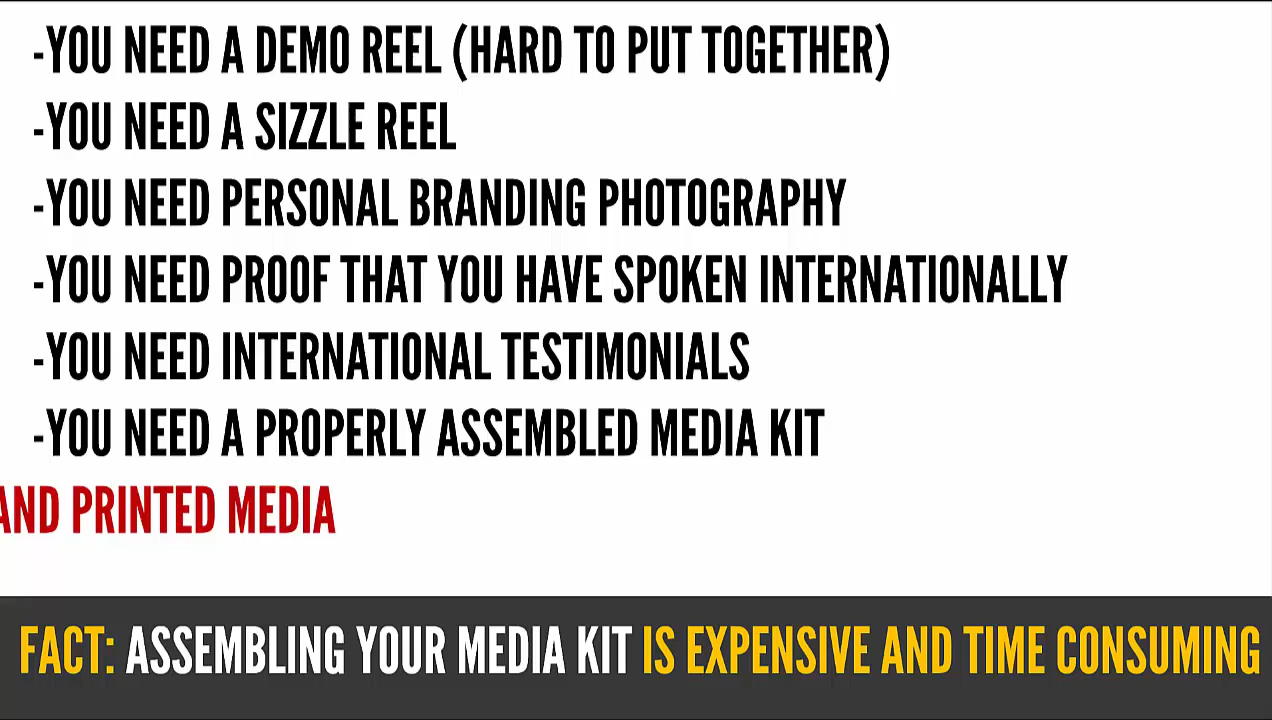 -YOU NEED A DEMO REEL (HARD TO PUT TOGETHER)
-YOU NEED A SIZZLE REEL
-YOU NEED PERSONAL BRANDING PHOTOGRAPHY
-YOU NEED PROOF THAT YOU HAVE SPOKEN INTERNATIONALLY
-YOU NEED INTERNATIONAL TESTIMONIALS
-YOU NEED A PROPERLY ASSEMBLED MEDIA KIT
AND PRINTED MEDIA
FACT: ASSEMBLING YOUR MEDIA KIT IS EXPENSIVE AND TIME CONSUMING